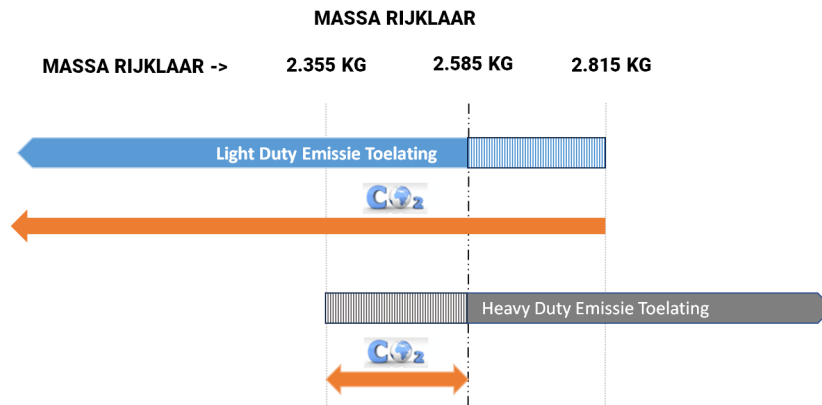 MASSA RIJKLAAR
MASSA RIJKLAAR -> 2.355 KG 2.585 KG 2.815 KG
Light Duty Emissie Toelating
CO2
Heavy Duty Emissie Toelating
CO2